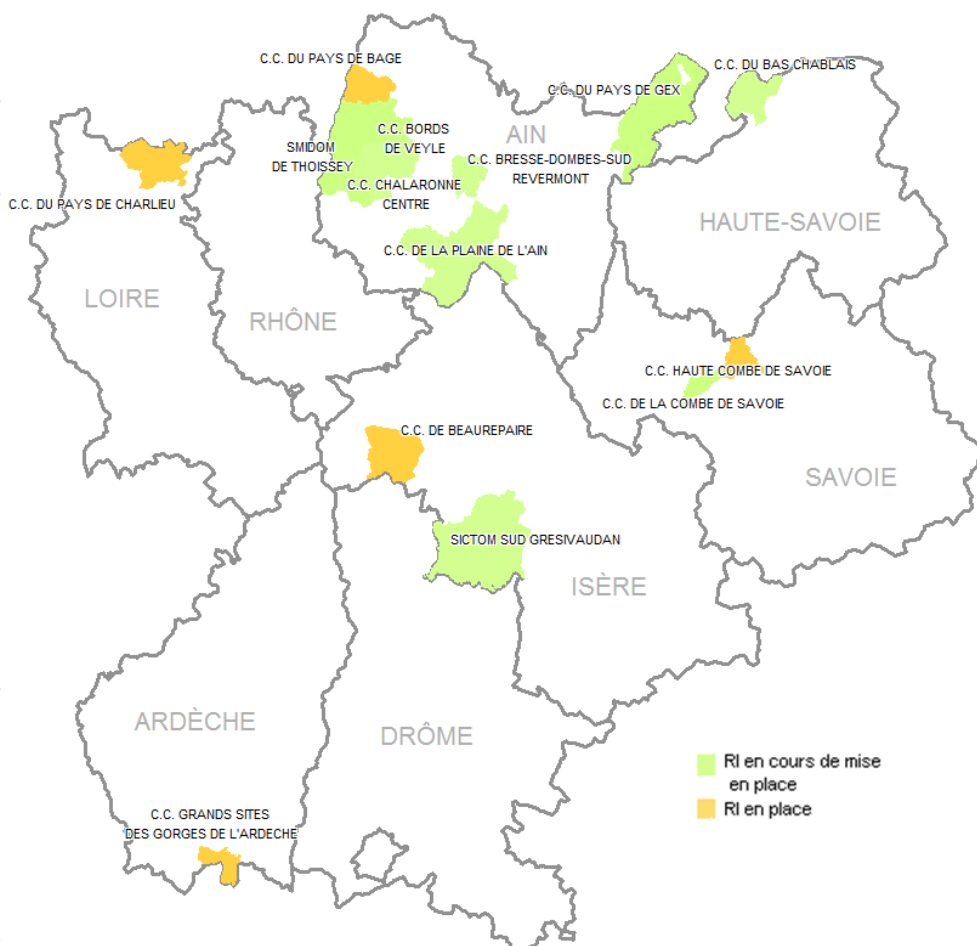 C.C. DU PAYS DE BAGE
C.C. DU BAS CHABLAIS
C.C. DU PAYS DE GEX
C.C. BORDS
DE VEYLE
AIN
SMIDOM
DE THOISSEY
C.C. BRESSE-DOMBES-SUD
REVERMONT
C.C. CHALARONNE
CENTRE
C.C. DU PAYS DE CHARLIEU
HAUTE-SAVOIE
C.C. DE LA PLAINE DE L'AIN
LOIRE
RHÔNE
C.C. HAUTE COMBE DE SAVOIE
C.C. DE LA COMBE DE SAVOIE
C.C. DE BEAUREPAIRE
SAVOIE
SICTOM SUD GRESIVAUDAN
ISÈRE
ARDÈCHE
DRÔME
RI en cours de mise
en place
RI en place
C.C. GRANDS SITES
DES GORGES DE L'ARDECHE